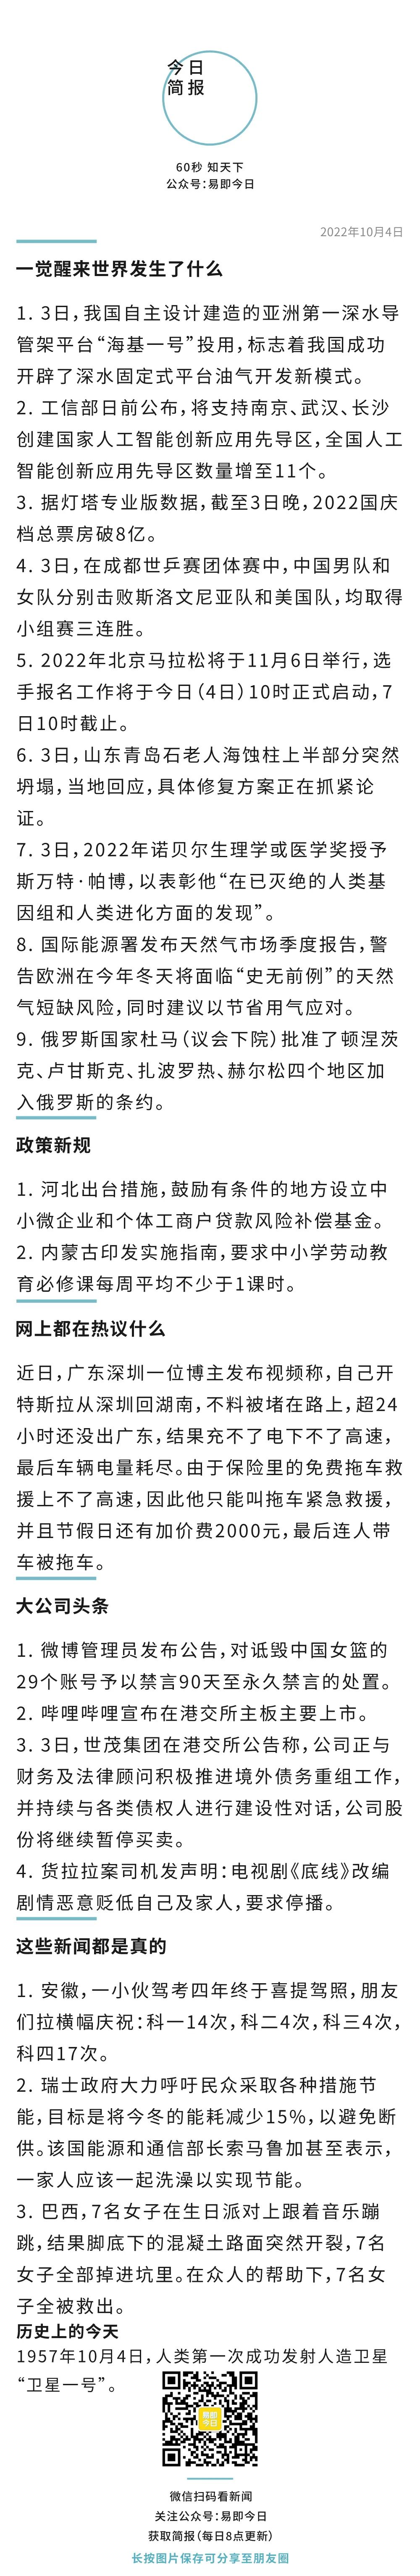 今日
简报
60秒 知天下
公众号：易即今日
2022年10月4日
一觉醒来世界发生了什么
1. 3日，我国自主设计建造的亚洲第一深水导
管架平台“海基一号”投用，标志着我国成功
开辟了深水固定式平台油气开发新模式。
2. 工信部日前公布，将支持南京、武汉、长沙
创建国家人工智能创新应用先导区，全国人工
智能创新应用先导区数量增至11个。
3. 据灯塔专业版数据，截至3日晚，2022国庆
档总票房破8亿。
4. 3日，在成都世乒赛团体赛中，中国男队和
女队分别击败斯洛文尼亚队和美国队，均取得
小组赛三连胜。
5. 2022年北京马拉松将于11月6日举行，选
手报名工作将于今日（4日）10时正式启动，7
日10时截止。
6. 3日，山东青岛石老人海蚀柱上半部分突然
坍塌，当地回应，具体修复方案正在抓紧论
证。
7. 3日，2022年诺贝尔生理学或医学奖授予
斯万特·帕博，以表彰他“在已灭绝的人类基
因组和人类进化方面的发现”。
8. 国际能源署发布天然气市场季度报告，警
告欧洲在今年冬天将面临“史无前例”的天然
气短缺风险，同时建议以节省用气应对。
9. 俄罗斯国家杜马（议会下院）批准了顿涅茨
克、卢甘斯克、扎波罗热、赫尔松四个地区加
入俄罗斯的条约。
政策新规
1. 河北出台措施，鼓励有条件的地方设立中
小微企业和个体工商户贷款风险补偿基金。
2. 内蒙古印发实施指南，要求中小学劳动教
育必修课每周平均不少于1课时。
网上都在热议什么
近日，广东深圳一位博主发布视频称，自己开
特斯拉从深圳回湖南，不料被堵在路上，超24
小时还没出广东，结果充不了电下不了高速，
最后车辆电量耗尽。由于保险里的免费拖车救
援上不了高速，因此他只能叫拖车紧急救援，
并且节假日还有加价费2000元，最后连人带
车被拖车。
大公司头条
1. 微博管理员发布公告，对诋毁中国女篮的
29个账号予以禁言90天至永久禁言的处置。
2. 哔哩哔哩宣布在港交所主板主要上市。
3. 3日，世茂集团在港交所公告称，公司正与
财务及法律顾问积极推进境外债务重组工作，
并持续与各类债权人进行建设性对话，公司股
份将继续暂停买卖。
4. 货拉拉案司机发声明：电视剧《底线》改编
剧情恶意贬低自己及家人，要求停播。
这些新闻都是真的
1. 安徽，一小伙驾考四年终于喜提驾照，朋友
们拉横幅庆祝：科一14次，科二4次，科三4次，
科四17次。
2. 瑞士政府大力呼吁民众采取各种措施节
能，目标是将今冬的能耗减少15%，以避免断
供。该国能源和通信部长索马鲁加甚至表示，
一家人应该一起洗澡以实现节能。
3. 巴西，7名女子在生日派对上跟着音乐蹦
跳，结果脚底下的混凝土路面突然开裂，7名
女子全部掉进坑里。在众人的帮助下，7名女
子全被救出。
历史上的今天
1957年10月4日，人类第一次成功发射人造卫星
“卫星一号”。
易即
今日
微信扫码看新闻
关注公众号：易即今日
获取简报（每日8点更新）
长按图片保存可分享至朋友圈